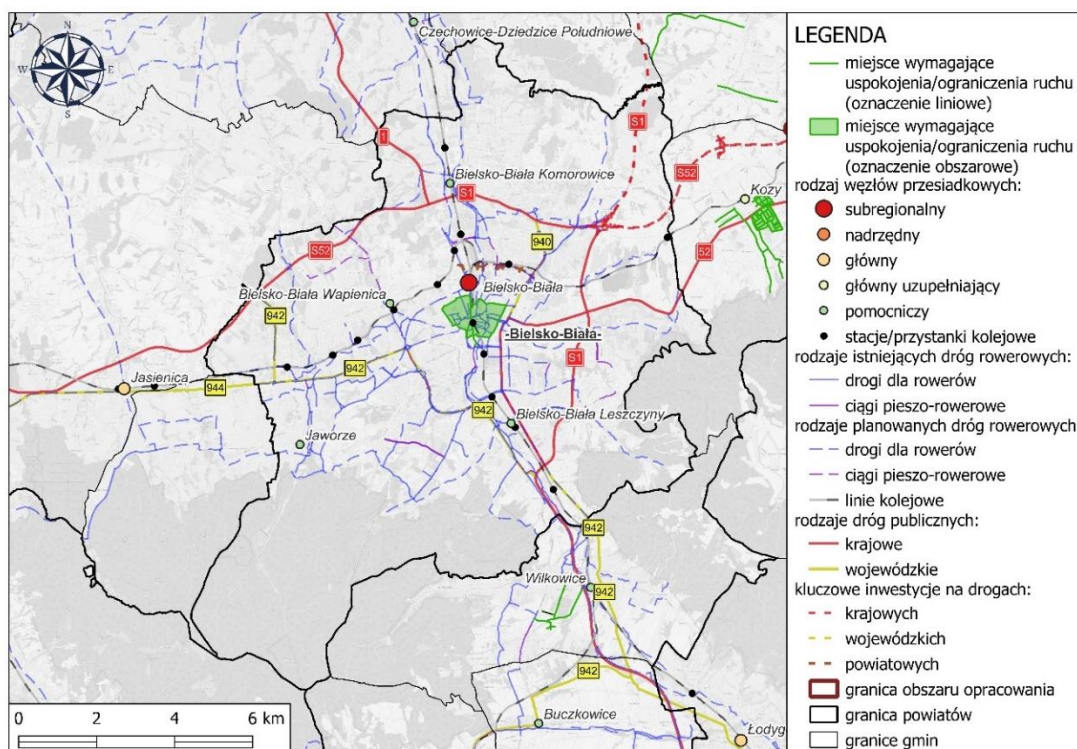 N
W
E
S
Czechowice-Dziedzice Południowe
1
S1
S52
Bielsko-Biała Komorowice
S1
Kozy
S52
940
52
Bielsko-Biała
Bielsko-Biała Wapienica
942
-Bielsko-Biała-
S1
942
Jasienica
944
942
Bielsko-Biała Leszczyny
Jaworze
942
Wilkowice
942
942
Buczkowice
Łodyg
0 2 4 6 km
LEGENDA
miejsce wymagające
uspokojenia/ograniczenia ruchu
(oznaczenie liniowe)
miejsce wymagające
uspokojenia/ograniczenia ruchu
(oznaczenie obszarowe)
rodzaj węzłów przesiadkowych:
subregionalny
nadrzędny
główny
główny uzupełniający
pomocniczy
stacje/przystanki kolejowe
rodzaje istniejących dróg rowerowych:
drogi dla rowerów
ciągi pieszo-rowerowe
rodzaje planowanych dróg rowerowych:
drogi dla rowerów
ciągi pieszo-rowerowe
linie kolejowe
rodzaje dróg publicznych:
krajowe
wojewódzkie
kluczowe inwestycje na drogach:
krajowych
wojewódzkich
powiatowych
granica obszaru opracowania
granica powiatów
granice gmin